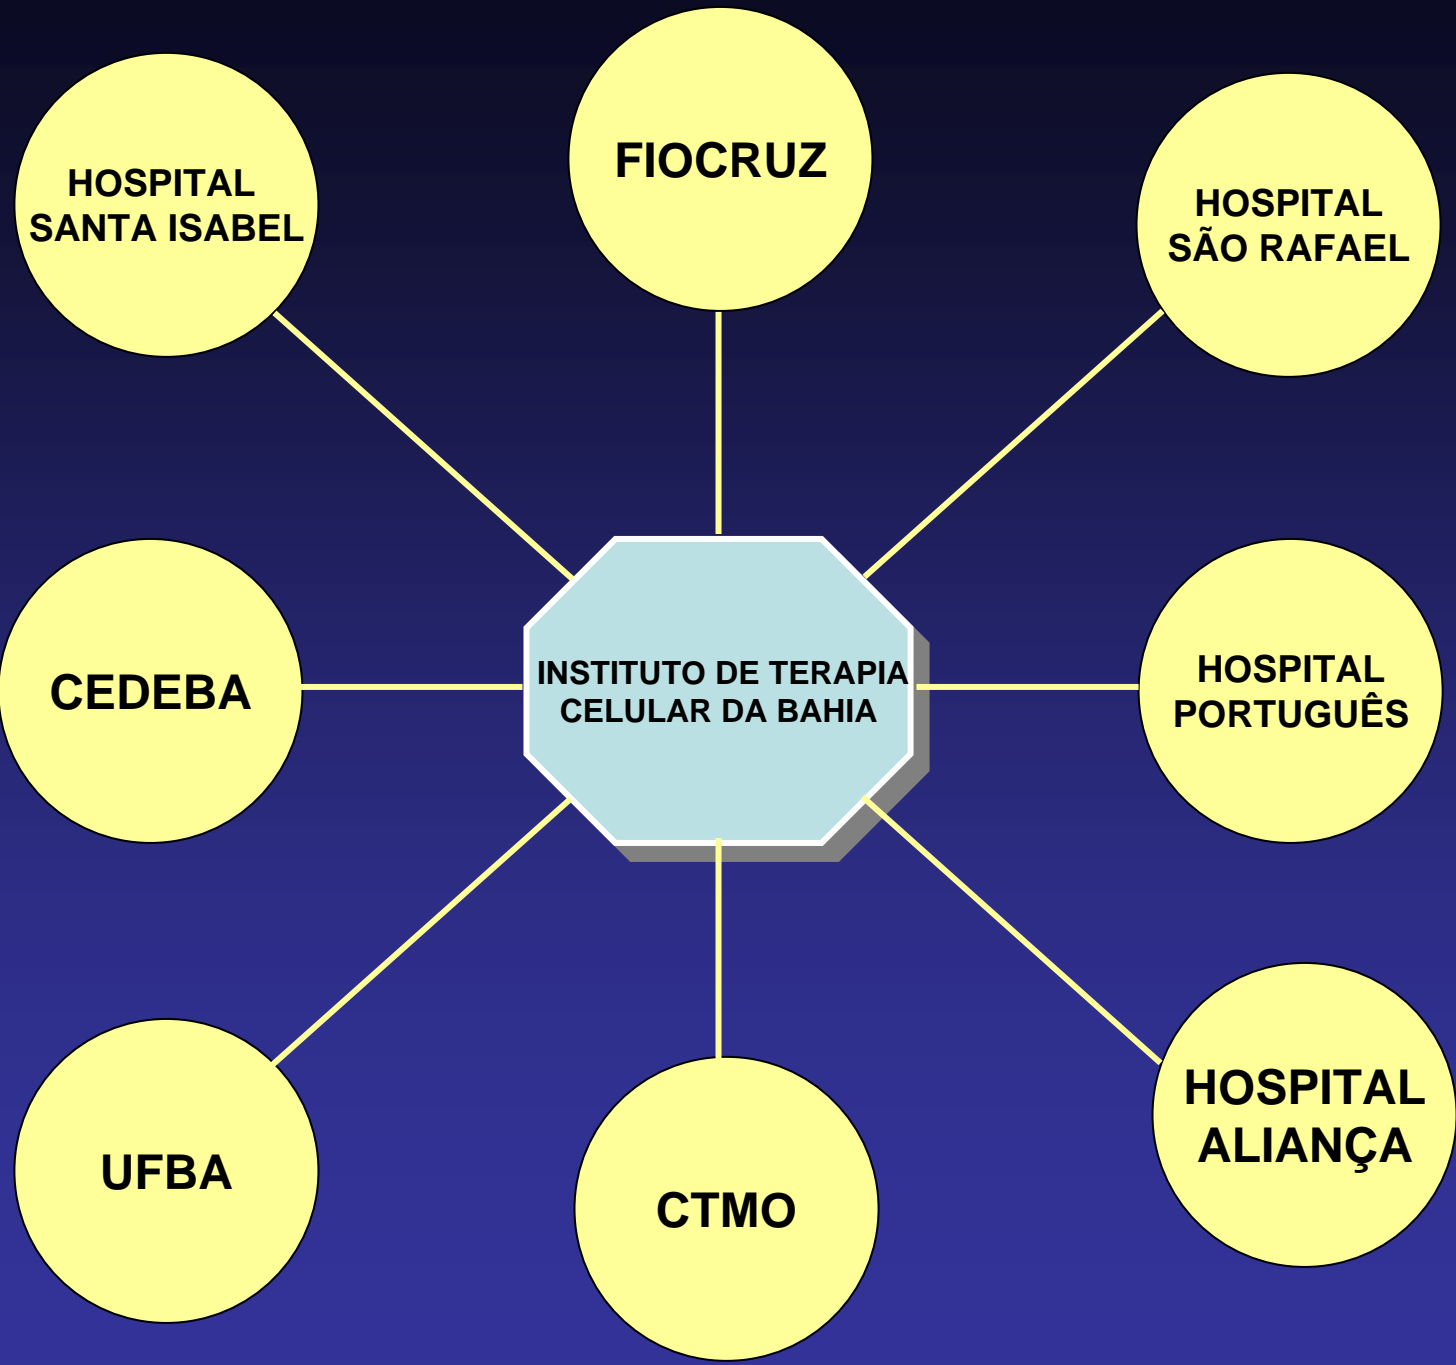 FIOCRUZ
HOSPITAL
SANTA ISABEL
HOSPITAL
SÃO RAFAEL
CEDEBA
INSTITUTO DE TERAPIA
CELULAR DA BAHIA
HOSPITAL
PORTUGUÊS
UFBA
CTMO
HOSPITAL
ALIANÇA